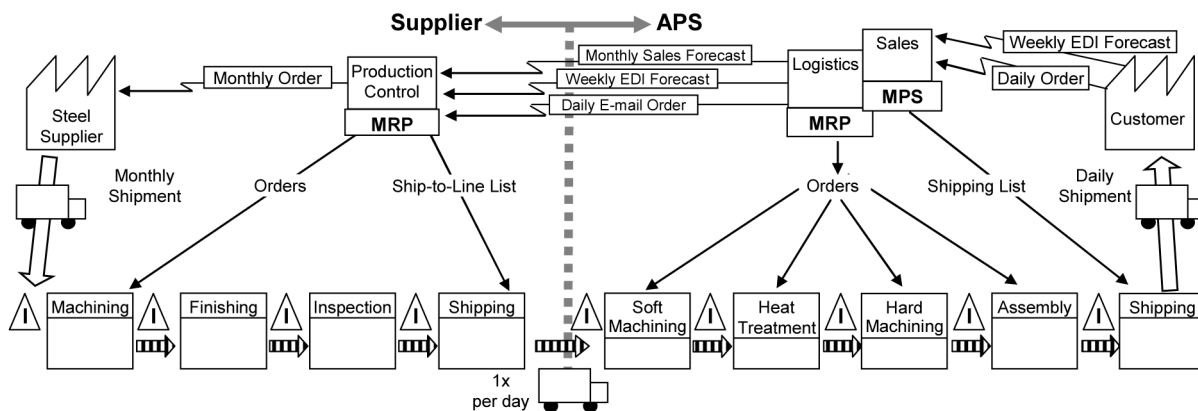 Supplier
APS
Steel
Supplier
Monthly Order
Production
Control
MRP
Monthly Sales Forecast
Weekly EDI Forecast
Daily E-mail Order
Logistics
MRP
Sales
MPS
Weekly EDI Forecast
Daily Order
Customer
Monthly
Shipment
Orders
Ship-to-Line List
Orders
Shipping List
Daily
Shipment
I
Machining
I
Finishing
I
Inspection
I
Shipping
I
Soft
Machining
I
Heat
Treatment
I
Hard
Machining
I
Assembly
I
Shipping
1x
per day